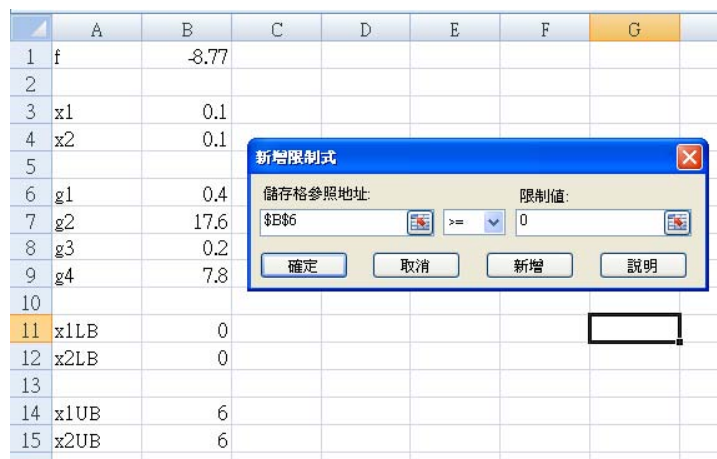 A B C D E F G
1 f -8.77
2
3 x1 0.1
4 x2 0.1
5
6 g1 0.4
7 g2 17.6
8 g3 0.2
9 g4 7.8
10
11 x1LB 0
12 x2LB 0
13
14 x1UB 6
15 x2UB 6
新增限制式
儲存格參照地址: 限制值:
$B$6 >= 0
確定 取消 新增 說明